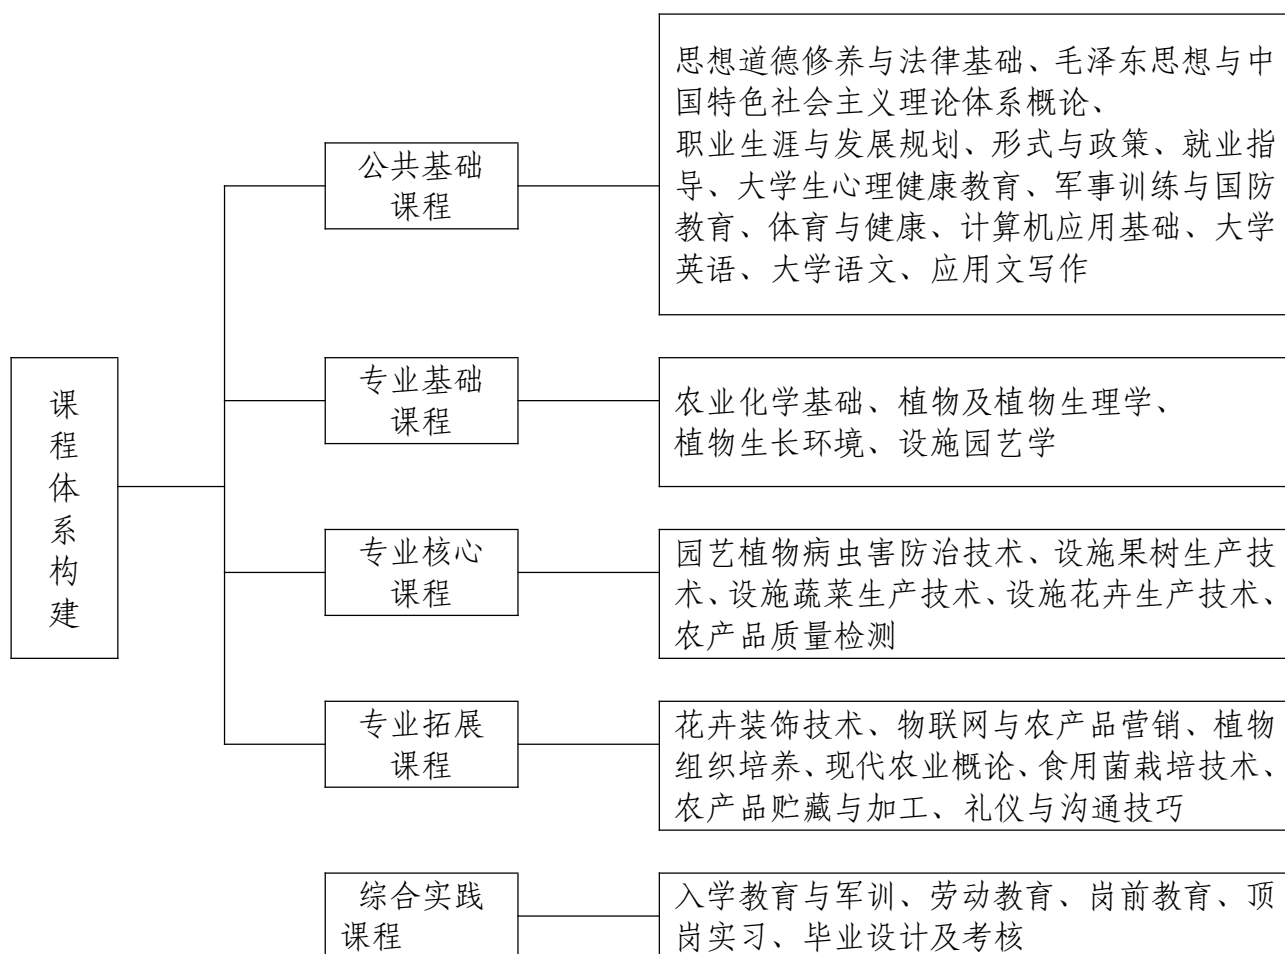 课程体系构建
公共基础
课程
思想道德修养与法律基础、毛泽东思想与中
国特色社会主义理论体系概论、
职业生涯与发展规划、形式与政策、就业指
导、大学生心理健康教育、军事训练与国防
教育、体育与健康、计算机应用基础、大学
英语、大学语文、应用文写作
专业基础
课程
农业化学基础、植物及植物生理学、
植物生长环境、设施园艺学
专业核心
课程
园艺植物病虫害防治技术、设施果树生产技
术、设施蔬菜生产技术、设施花卉生产技术、
农产品质量检测
专业拓展
课程
花卉装饰技术、物联网与农产品营销、植物
组织培养、现代农业概论、食用菌栽培技术、
农产品贮藏与加工、礼仪与沟通技巧
综合实践
课程
入学教育与军训、劳动教育、岗前教育、顶
岗实习、毕业设计及考核